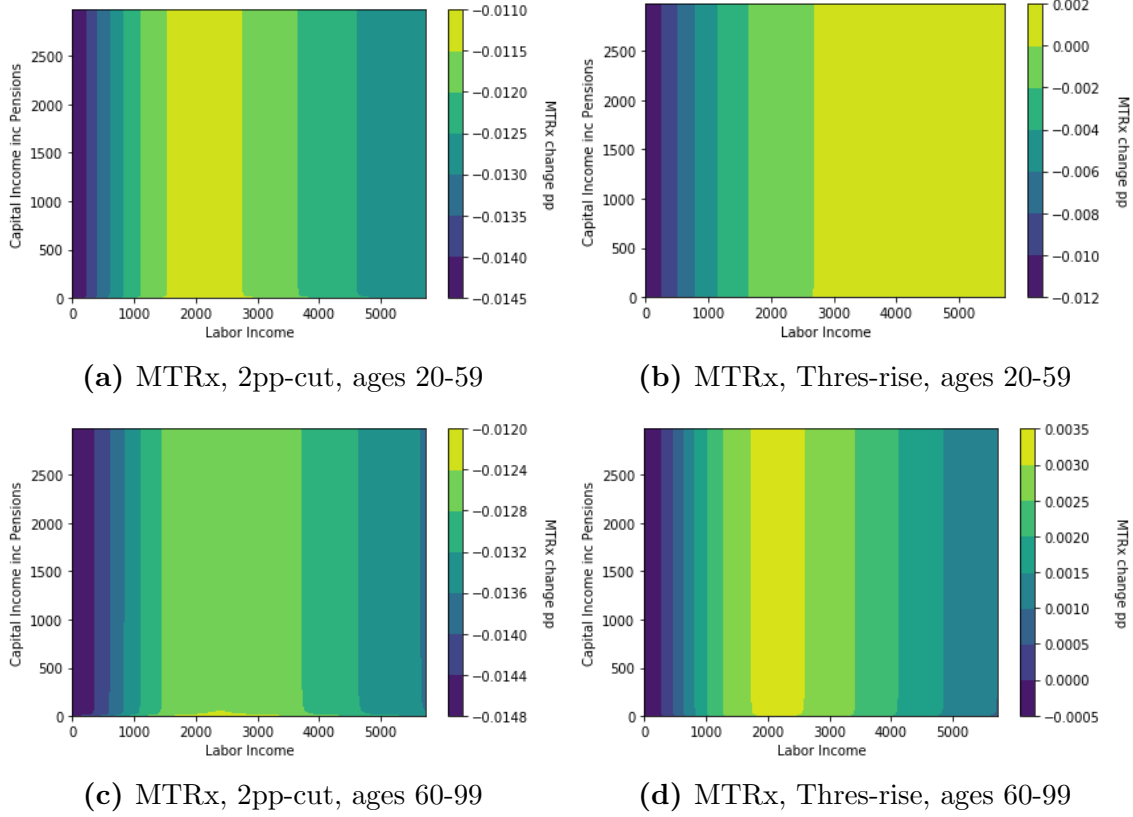 2500
2000
1500
1000
500
0
Capital Income inc Pensions
0 1000 2000 3000 4000 5000
Labor Income
−0.0110
−0.0115
−0.0120
−0.0125
−0.0130
−0.0135
−0.0140
−0.0145
MTRx change pp
(a) MTRx, 2pp-cut, ages 20-59
2500
2000
1500
1000
500
0
Capital Income inc Pensions
0 1000 2000 3000 4000 5000
Labor Income
0.002
0.000
−0.002
−0.004
−0.006
−0.008
−0.010
−0.012
MTRx change pp
(b) MTRx, Thres-rise, ages 20-59
2500
2000
1500
1000
500
0
Capital Income inc Pensions
0 1000 2000 3000 4000 5000
Labor Income
−0.0120
−0.0124
−0.0128
−0.0132
−0.0136
−0.0140
−0.0144
−0.0148
MTRx change pp
(c) MTRx, 2pp-cut, ages 60-99
2500
2000
1500
1000
500
0
Capital Income inc Pensions
0 1000 2000 3000 4000 5000
Labor Income
0.0035
0.0030
0.0025
0.0020
0.0015
0.0010
0.0005
0.0000
−0.0005
MTRx change pp
(d) MTRx, Thres-rise, ages 60-99